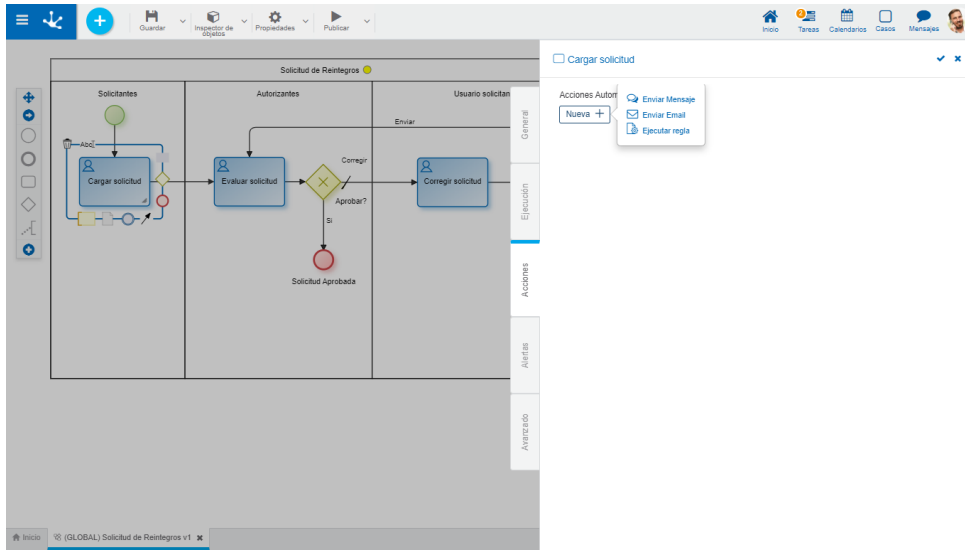 Guardar
Inspector de
objetos
Propiedades
Publicar
Inicio
2
Tareas
Calendarios
Casos
Mensajes
Solicitud de Reintegros
Solicitantes
Autorizantes
Usuario solicitan
Enviar
Abc
Cargar solicitud
Evaluar solicitud
Corregir
Aprobar?
Corregir solicitud
Si
Solicitud Aprobada
General
Ejecución
Acciones
Alertas
Avanzado
Cargar solicitud
Acciones Autom
Nueva +
Enviar Mensaje
Enviar Email
Ejecutar regla
Inicio
(GLOBAL) Solicitud de Reintegros v1